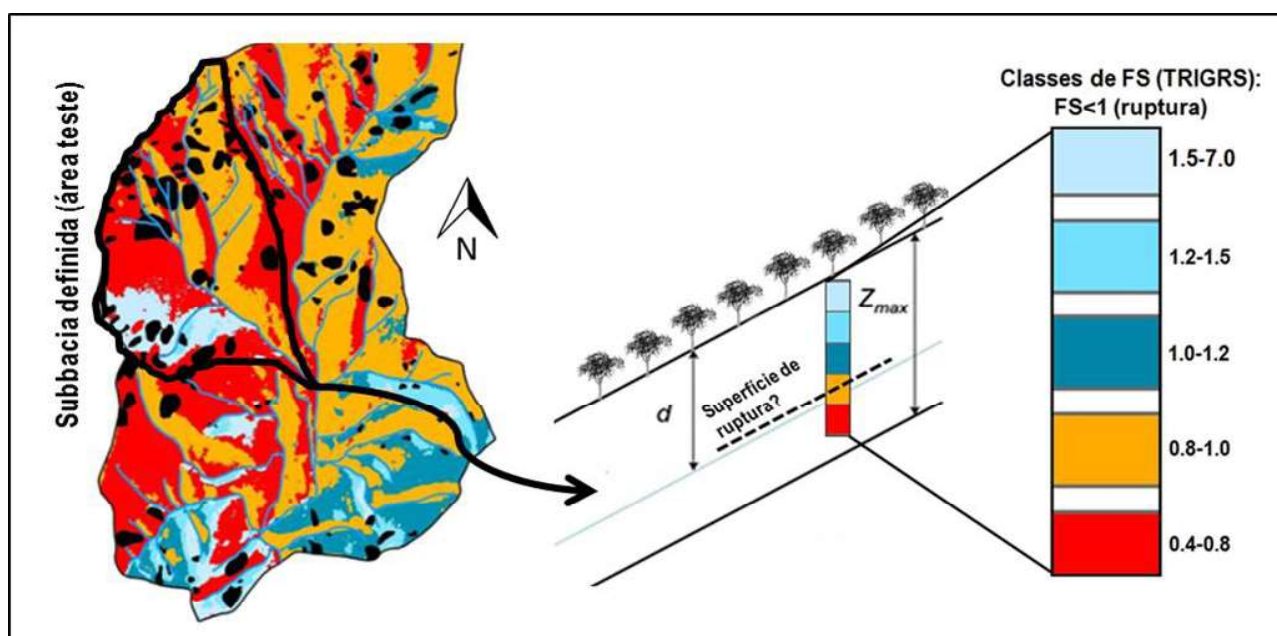 Subbacia definida (área teste)
N
d
Superfície de
ruptura?
Zmax
Classes de FS (TRIGRS):
FS<1 (ruptura)
1.5-7.0
1.2-1.5
1.0-1.2
0.8-1.0
0.4-0.8